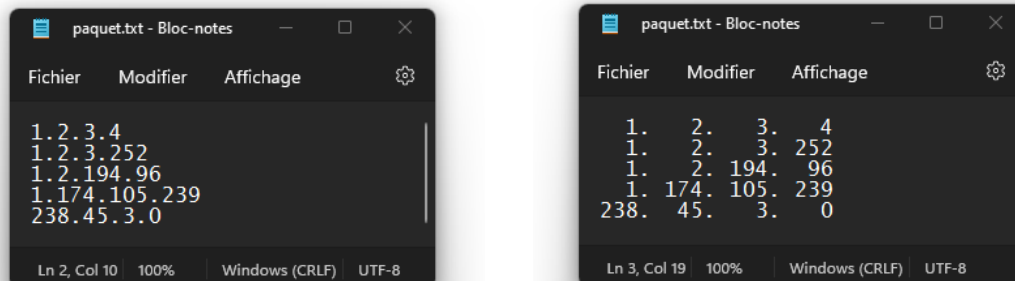 paquet.txt - Bloc-notes
Fichier Modifier Affichage
1.2.3.4
1.2.3.252
1.2.194.96
1.174.105.239
238.45.3.0
Ln 2, Col 10 100% Windows (CRLF) UTF-8
paquet.txt - Bloc-notes
Fichier Modifier Affichage
1. 2. 3. 4
1. 2. 3. 252
1. 2. 194. 96
1. 174. 105. 239
238. 45. 3. 0
Ln 3, Col 19 100% Windows (CRLF) UTF-8